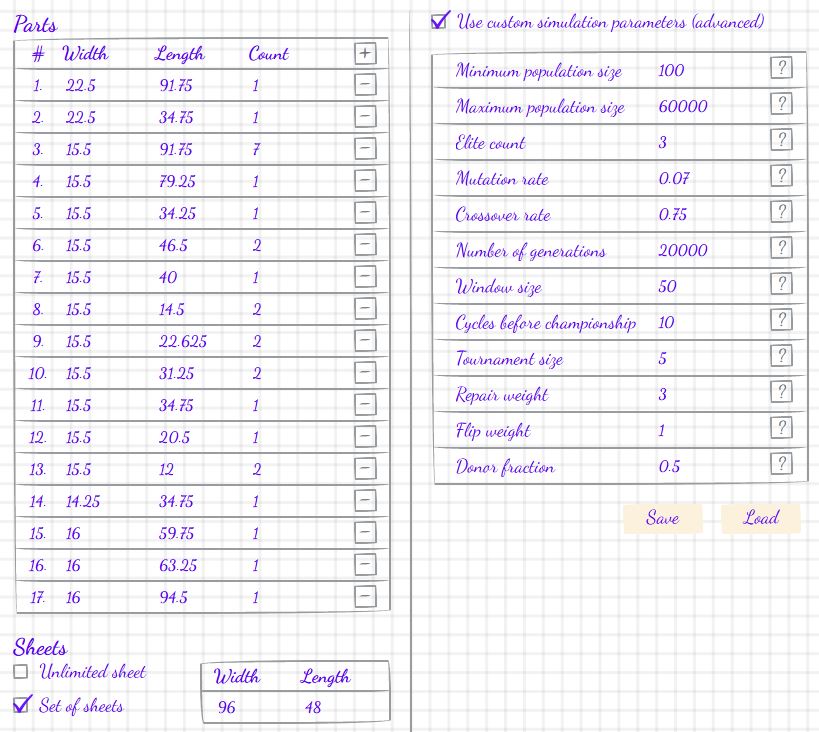 Parts
# Width Length Count +
1. 22.5 91.75 1 −
2. 22.5 34.75 1 −
3. 15.5 91.75 7 −
4. 15.5 79.25 1 −
5. 15.5 34.25 1 −
6. 15.5 46.5 2 −
7. 15.5 40 1 −
8. 15.5 14.5 2 −
9. 15.5 22.625 2 −
10. 15.5 31.25 2 −
11. 15.5 34.75 1 −
12. 15.5 20.5 1 −
13. 15.5 12 2 −
14. 14.25 34.75 1 −
15. 16 59.75 1 −
16. 16 63.25 1 −
17. 16 94.5 1 −
Sheets
Unlimited sheet
Set of sheets
Width Length
96 48
Use custom simulation parameters (advanced)
Minimum population size 100 ?
Maximum population size 60000 ?
Elite count 3 ?
Mutation rate 0.07 ?
Crossover rate 0.75 ?
Number of generations 20000 ?
Window size 50 ?
Cycles before championship 10 ?
Tournament size 5 ?
Repair weight 3 ?
Flip weight 1 ?
Donor fraction 0.5 ?
Save Load